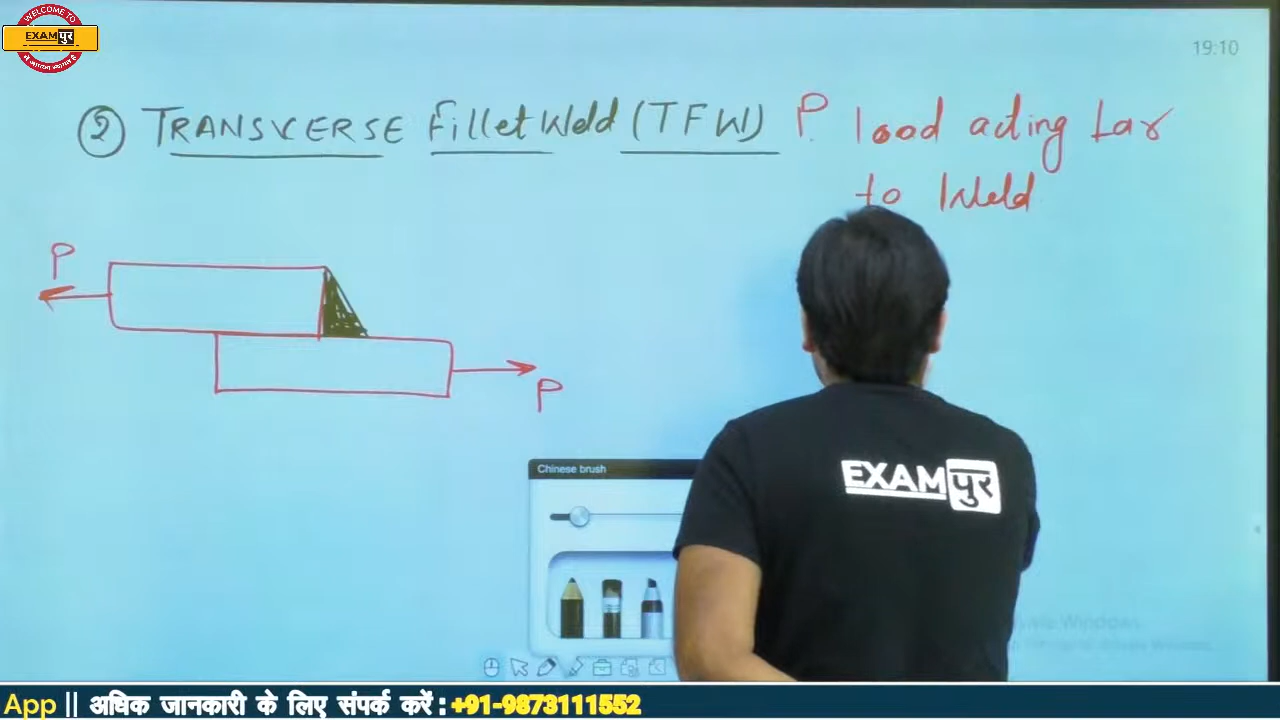 WELCOME TO
EXAMपुर
19:10
② TRANSVERSE Fillet Weld (TFW) P load acting Lar
to Weld
P
P
Chinese brush
EXAMपुर
App || अधिक जानकारी के लिए संपर्क करें : +91-9873111552